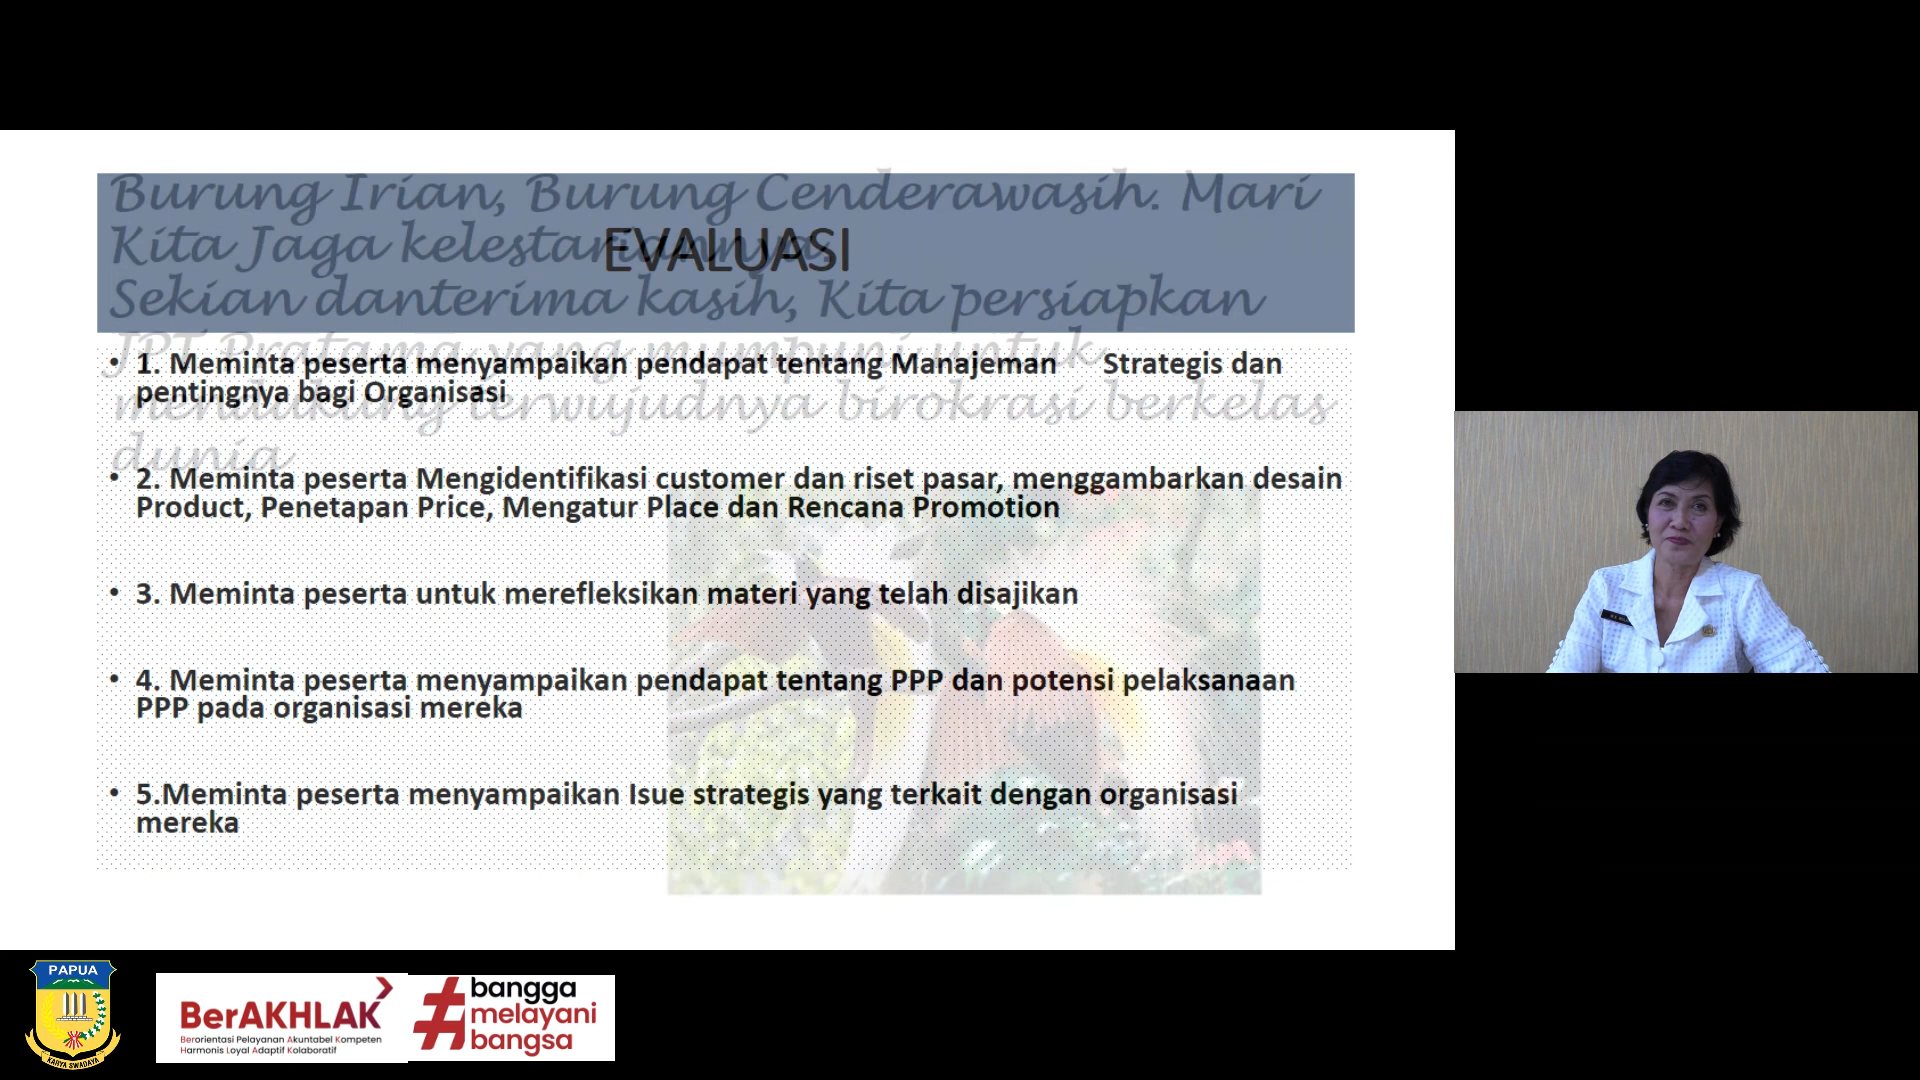 Burung Irian, Burung Cenderawasih. Mari
Kita Jaga kelestariannya.
Sekian danterima kasih, Kita persiapkan
JPT Pratama yang mumpuni untuk
mendukung terwujudnya birokrasi berkelas
dunia
EVALUASI
• 1. Meminta peserta menyampaikan pendapat tentang Manajeman Strategis dan
pentingnya bagi Organisasi
• 2. Meminta peserta Mengidentifikasi customer dan riset pasar, menggambarkan desain
Product, Penetapan Price, Mengatur Place dan Rencana Promotion
• 3. Meminta peserta untuk merefleksikan materi yang telah disajikan
• 4. Meminta peserta menyampaikan pendapat tentang PPP dan potensi pelaksanaan
PPP pada organisasi mereka
• 5.Meminta peserta menyampaikan Isue strategis yang terkait dengan organisasi
mereka
PAPUA
KARYA SWADAYA
BerAKHLAK
Berorientasi Pelayanan Akuntabel Kompeten
Harmonis Loyal Adaptif Kolaboratif
#bangga
melayani
bangsa